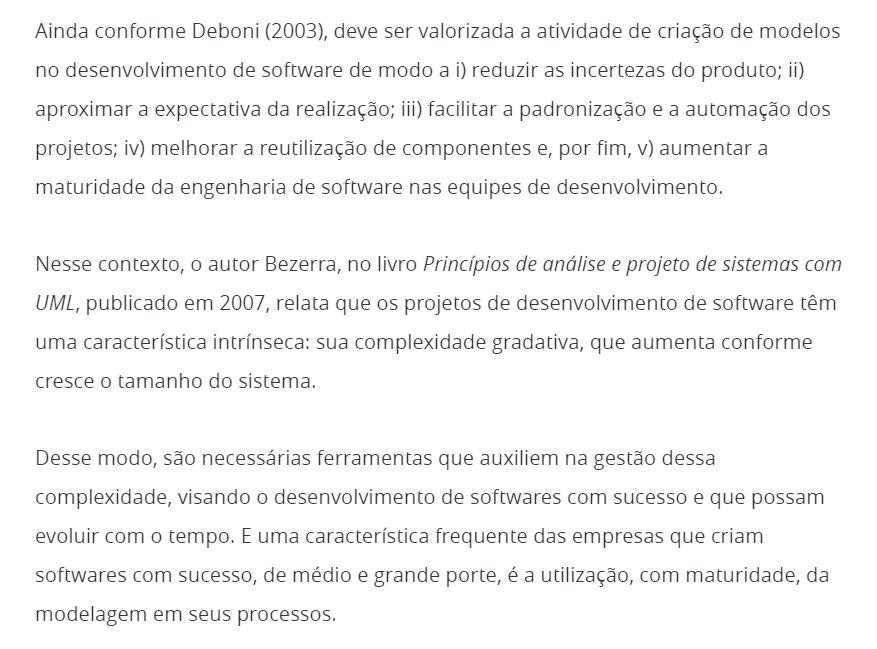 Ainda conforme Deboni (2003), deve ser valorizada a atividade de criação de modelos
no desenvolvimento de software de modo a i) reduzir as incertezas do produto; ii)
aproximar a expectativa da realização; iii) facilitar a padronização e a automação dos
projetos; iv) melhorar a reutilização de componentes e, por fim, v) aumentar a
maturidade da engenharia de software nas equipes de desenvolvimento.
Nesse contexto, o autor Bezerra, no livro Princípios de análise e projeto de sistemas com
UML, publicado em 2007, relata que os projetos de desenvolvimento de software têm
uma característica intrínseca: sua complexidade gradativa, que aumenta conforme
cresce o tamanho do sistema.
Desse modo, são necessárias ferramentas que auxiliem na gestão dessa
complexidade, visando o desenvolvimento de softwares com sucesso e que possam
evoluir com o tempo. E uma característica frequente das empresas que criam
softwares com sucesso, de médio e grande porte, é a utilização, com maturidade, da
modelagem em seus processos.